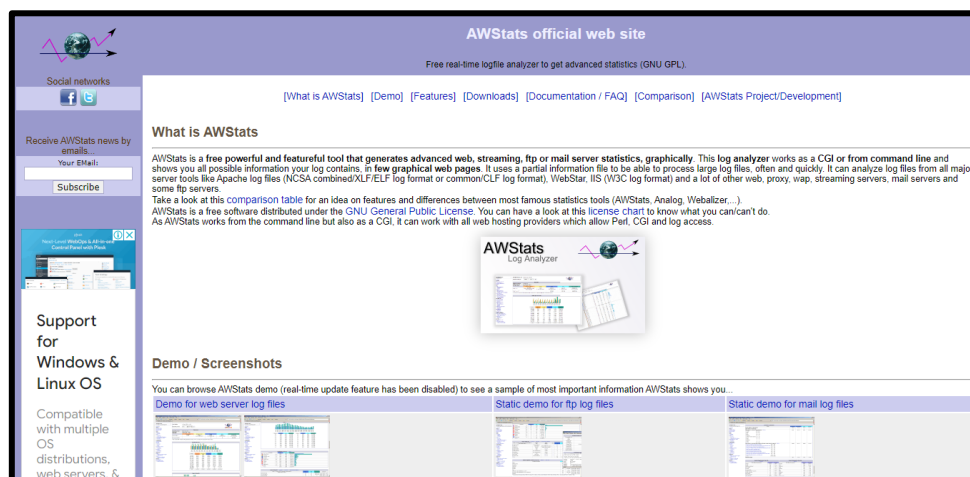 AWStats official web site
Free real-time logfile analyzer to get advanced statistics (GNU GPL).
Social networks
Receive AWStats news by
emails...
Your EMail:
Subscribe
Next-Level WebOps & All-in-one
Control Panel with Plesk
Support
for
Windows &
Linux OS
Compatible
with multiple
OS
distributions,
web servers, &
[What is AWStats] [Demo] [Features] [Downloads] [Documentation / FAQ] [Comparison] [AWStats Project/Development]
What is AWStats
AWStats is a free powerful and featureful tool that generates advanced web, streaming, ftp or mail server statistics, graphically. This log analyzer works as a CGI or from command line and
shows you all possible information your log contains, in few graphical web pages. It uses a partial information file to be able to process large log files, often and quickly. It can analyze log files from all majo
server tools like Apache log files (NCSA combined/XLF/ELF log format or common/CLF log format), WebStar, IIS (W3C log format) and a lot of other web, proxy, wap, streaming servers, mail servers and
some ftp servers.
Take a look at this comparison table for an idea on features and differences between most famous statistics tools (AWStats, Analog, Webalizer,...).
AWStats is a free software distributed under the GNU General Public License. You can have a look at this license chart to know what you can/can't do.
As AWStats works from the command line but also as a CGI, it can work with all web hosting providers which allow Perl, CGI and log access.
AWStats
Log Analyzer
Demo / Screenshots
You can browse AWStats demo (real-time update feature has been disabled) to see a sample of most important information AWStats shows you...
Demo for web server log files
Static demo for ftp log files
Static demo for mail log files